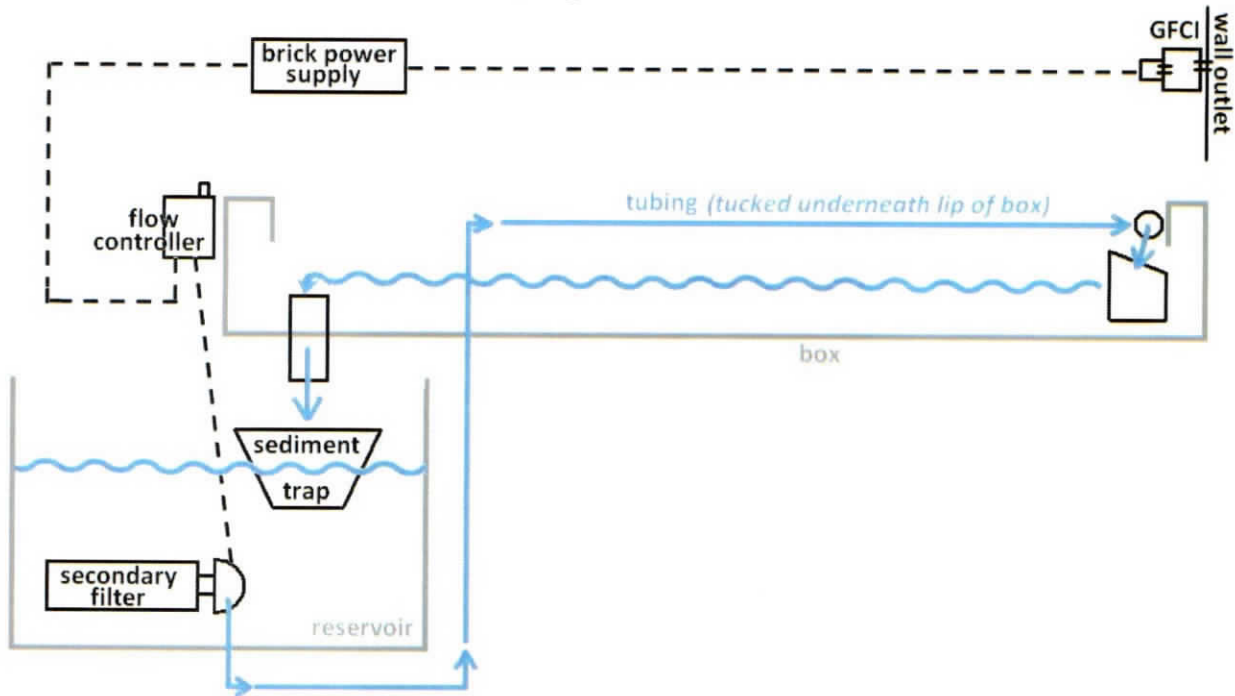 GFCI
wall outlet
brick power
supply
tubing (tucked underneath lip of box)
flow
controller
box
sediment
trap
secondary
filter
reservoir